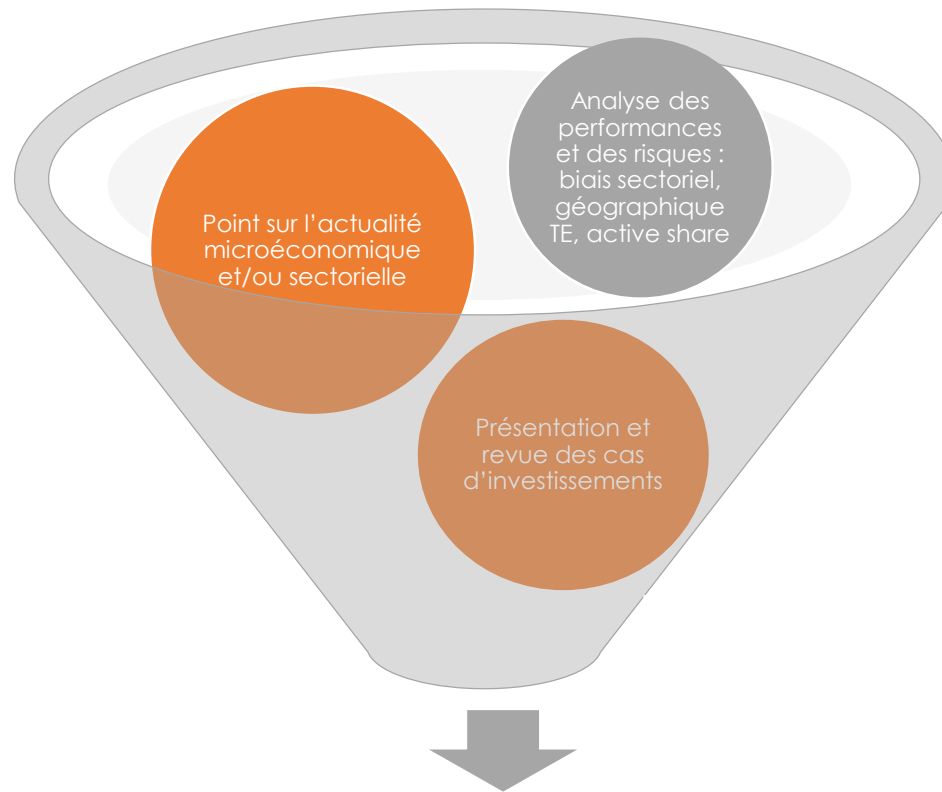 Analyse des
performances
et des risques :
biais sectoriel,
géographique
TE, active share
Point sur l’actualité
microéconomique
et/ou sectorielle
Présentation et
revue des cas
d’investissements